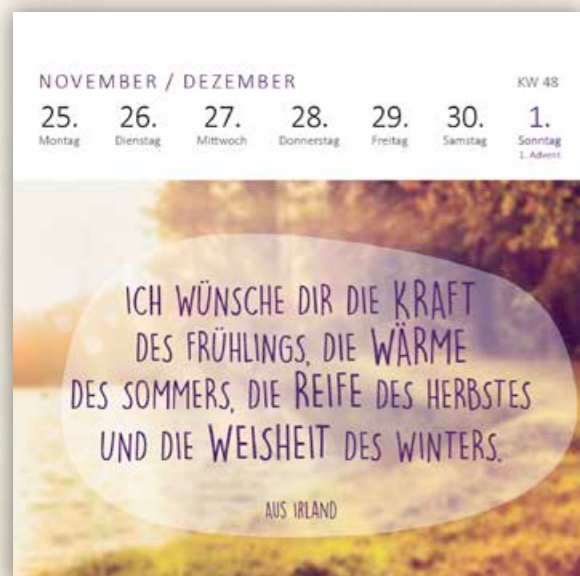 NOVEMBER / DEZEMBER KW 48
25. 26. 27. 28. 29. 30. 1.
Montag Dienstag Mittwoch Donnerstag Freitag Samstag Sonntag
1. Advent
ICH WÜNSCHE DIR DIE KRAFT
DES FRÜHLINGS, DIE WÄRME
DES SOMMERS, DIE REIFE DES HERBSTES
UND DIE WEISHEIT DES WINTERS.
AUS IRLAND